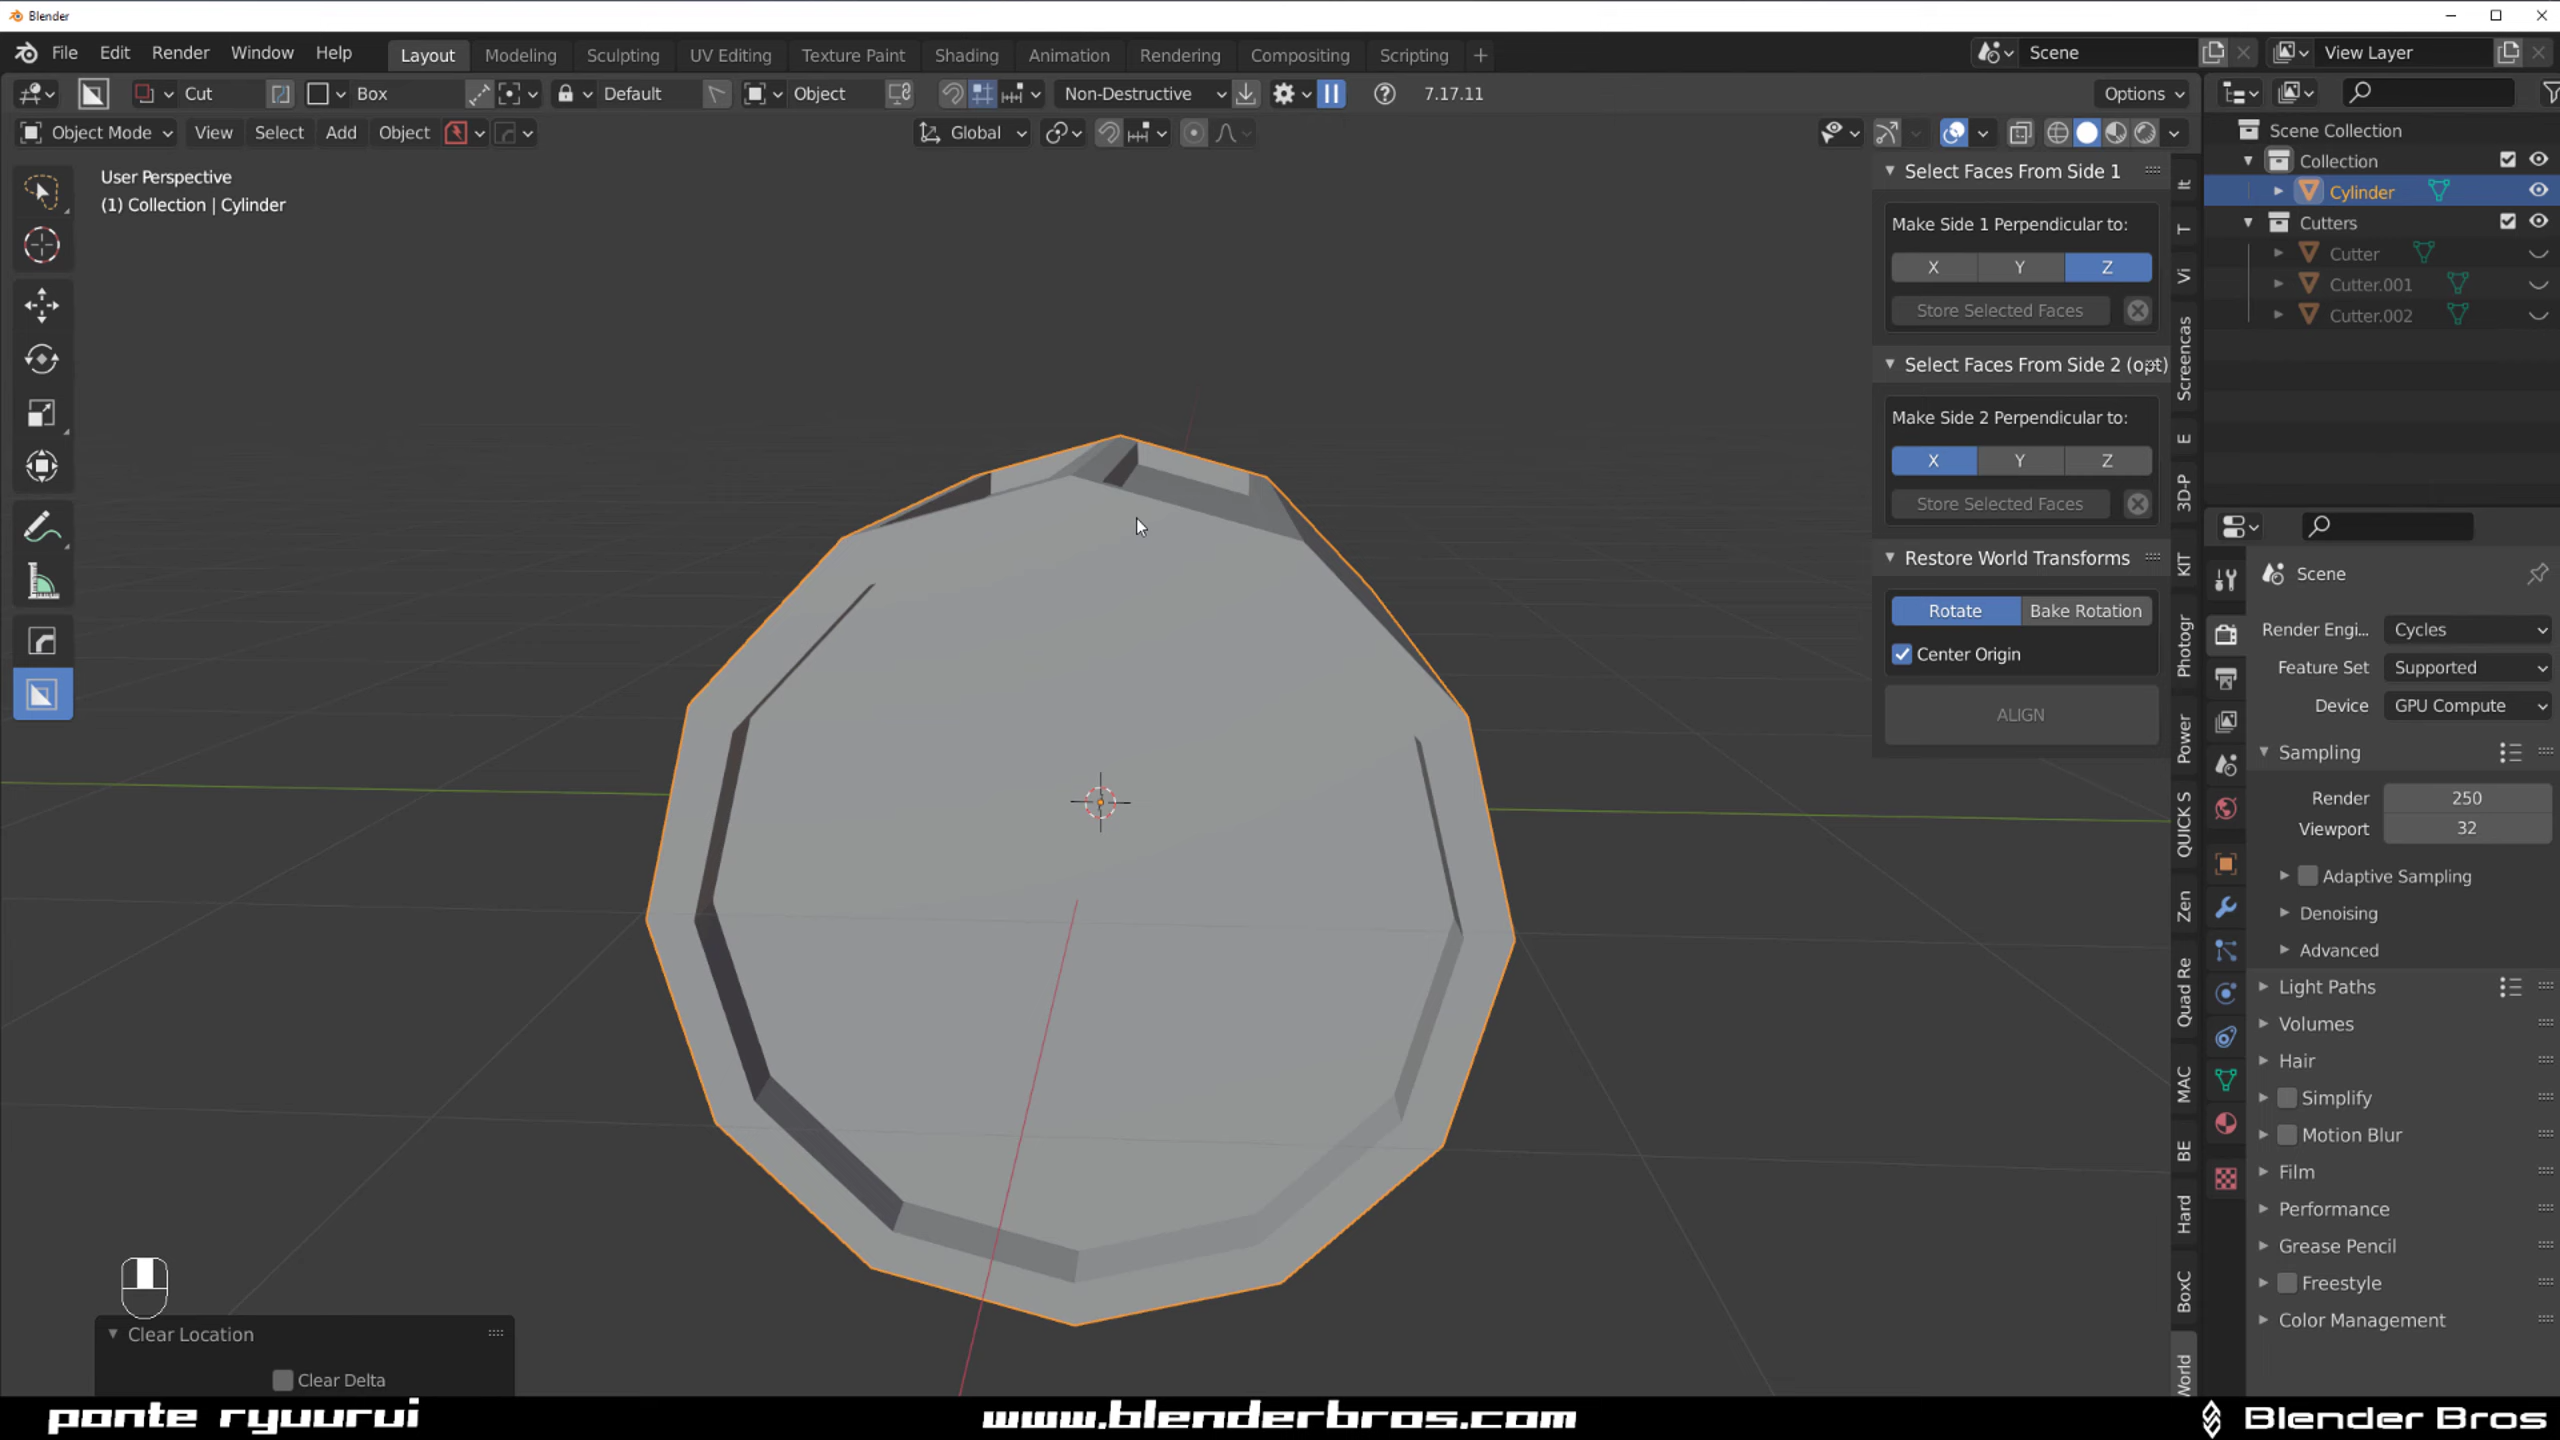 Blender
File Edit Render Window Help
Layout Modeling Sculpting UV Editing Texture Paint Shading Animation Rendering Compositing Scripting +
Scene
View Layer
Cut Box Default Object Non-Destructive 7.17.11 Options
Object Mode View Select Add Object Global
User Perspective
(1) Collection | Cylinder
Select Faces From Side 1
Make Side 1 Perpendicular to:
X Y Z
Store Selected Faces
Select Faces From Side 2 (opt)
Make Side 2 Perpendicular to:
X Y Z
Store Selected Faces
Restore World Transforms
Rotate Bake Rotation
Center Origin
ALIGN
It
T
Vi
Screencas
E
3D-P
KIT
Photogr
Power
QUICK S
Zen
Quad Re
MAC
BE
Hard
BoxC
World
Scene Collection
Collection
Cylinder
Cutters
Cutter
Cutter.001
Cutter.002
Scene
Render Engi... Cycles
Feature Set Supported
Device GPU Compute
Sampling
Render 250
Viewport 32
Adaptive Sampling
Denoising
Advanced
Light Paths
Volumes
Hair
Simplify
Motion Blur
Film
Performance
Grease Pencil
Freestyle
Color Management
Clear Location
Clear Delta
ponte ryuurui
www.blenderbros.com
Blender Bros